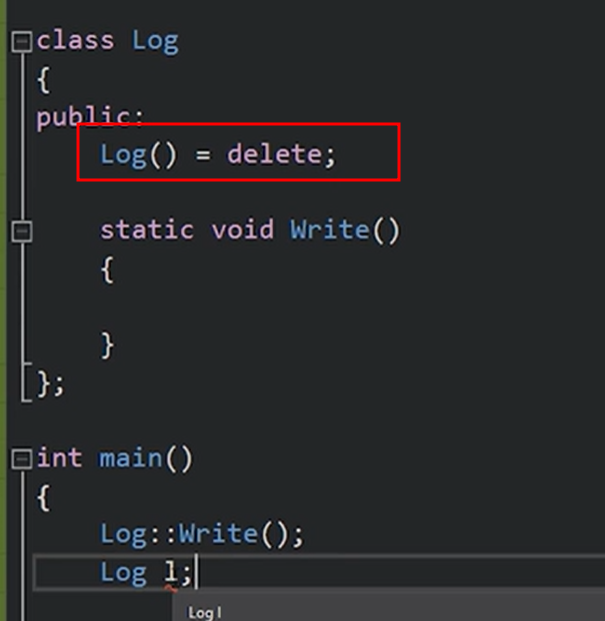 class Log
{
public:
Log() = delete;
static void Write()
{
}
};
int main()
{
Log::Write();
Log l;
Log l